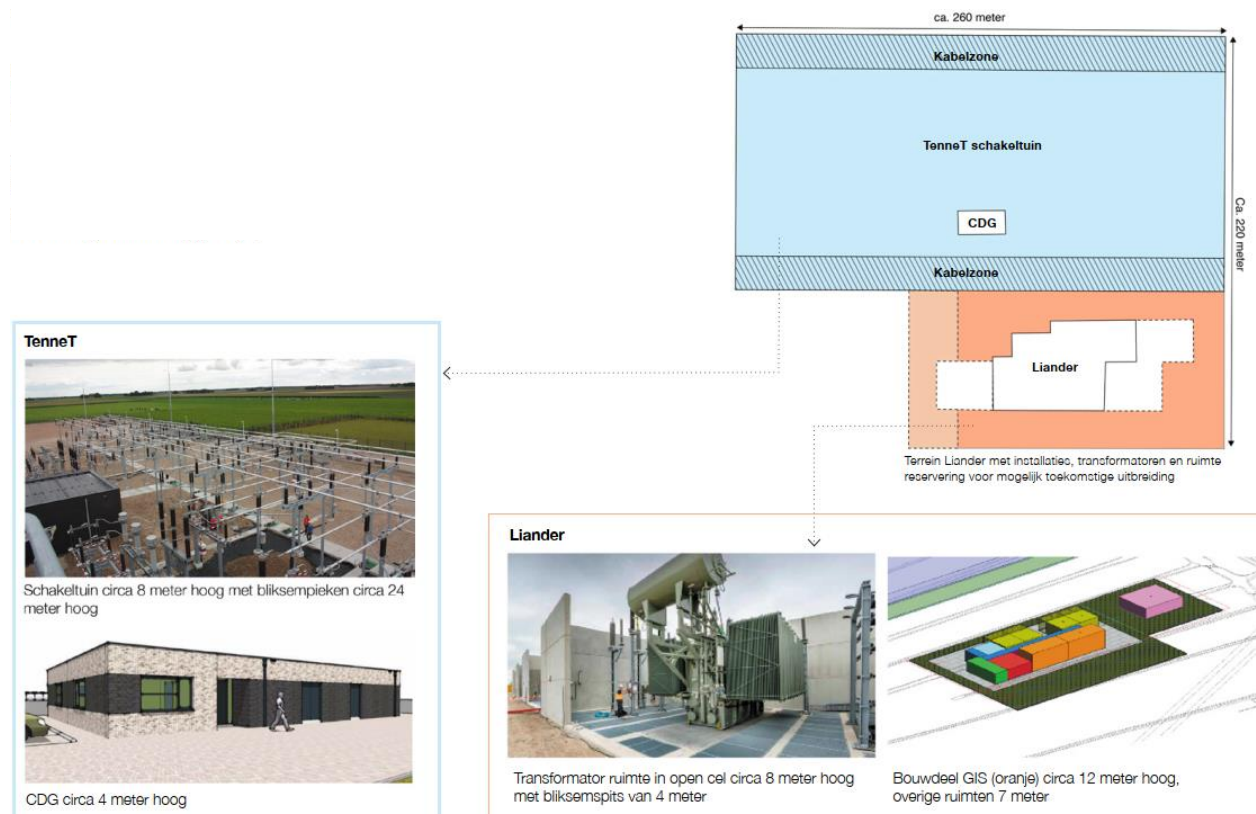 ca. 260 meter
Kabelzone
TenneT schakeltuin
Ca. 220 meter
CDG
Kabelzone
Liander
Terrein Liander met installaties, transformatoren en ruimte
reservering voor mogelijk toekomstige uitbreiding
TenneT
Schakeltuin circa 8 meter hoog met bliksempieken circa 24
meter hoog
CDG circa 4 meter hoog
Liander
Transformator ruimte in open cel circa 8 meter hoog
met bliksemspits van 4 meter
Bouwdeel GIS (oranje) circa 12 meter hoog,
overige ruimten 7 meter